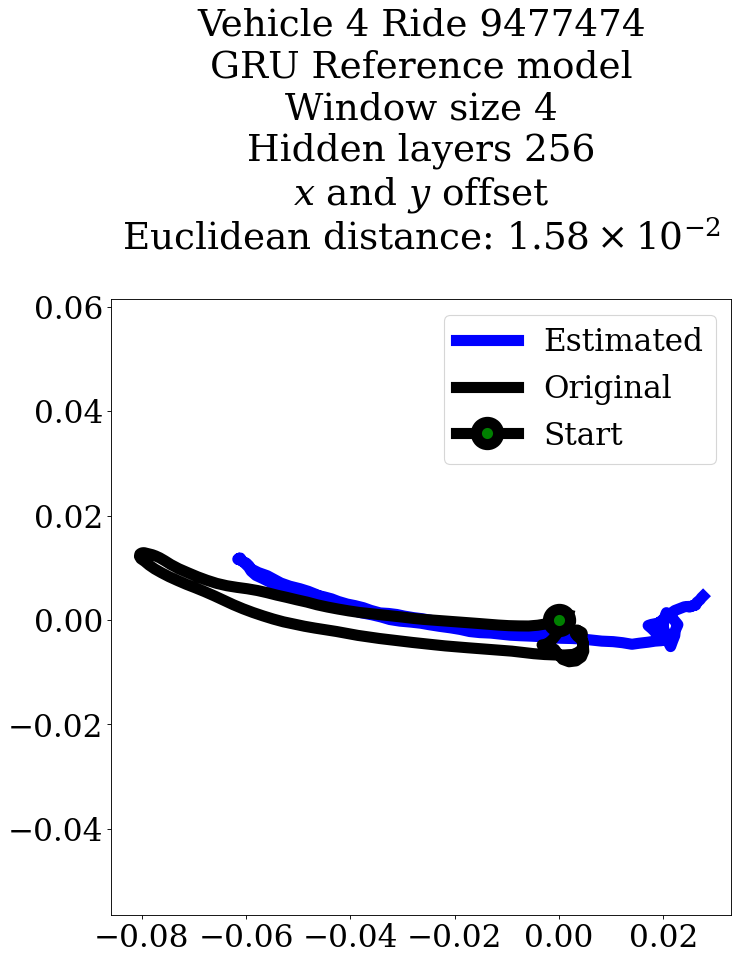 Vehicle 4 Ride 9477474
GRU Reference model
Window size 4
Hidden layers 256
x and y offset
Euclidean distance: 1.58 × 10⁻²
0.06
0.04
0.02
0.00
−0.02
−0.04
Estimated
Original
Start
−0.08 −0.06 −0.04 −0.02 0.00 0.02